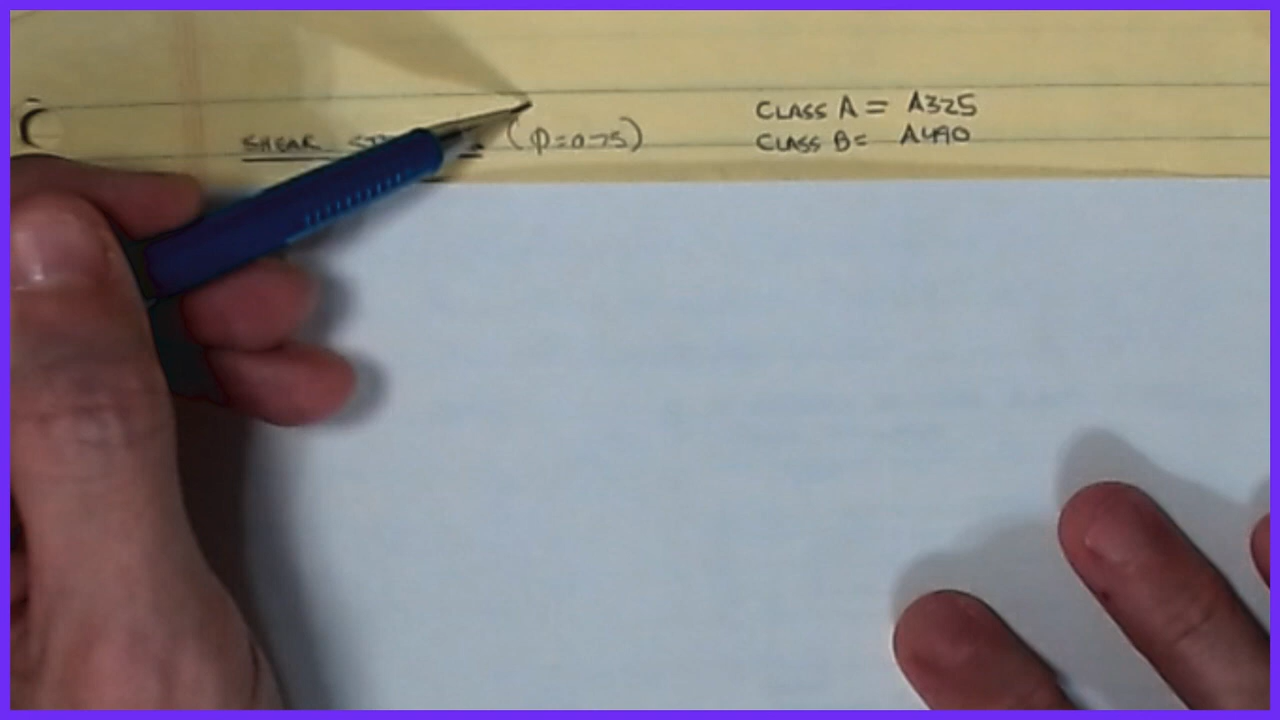 SHEAR (Φ=0.75)
CLASS A = A325
CLASS B= A490